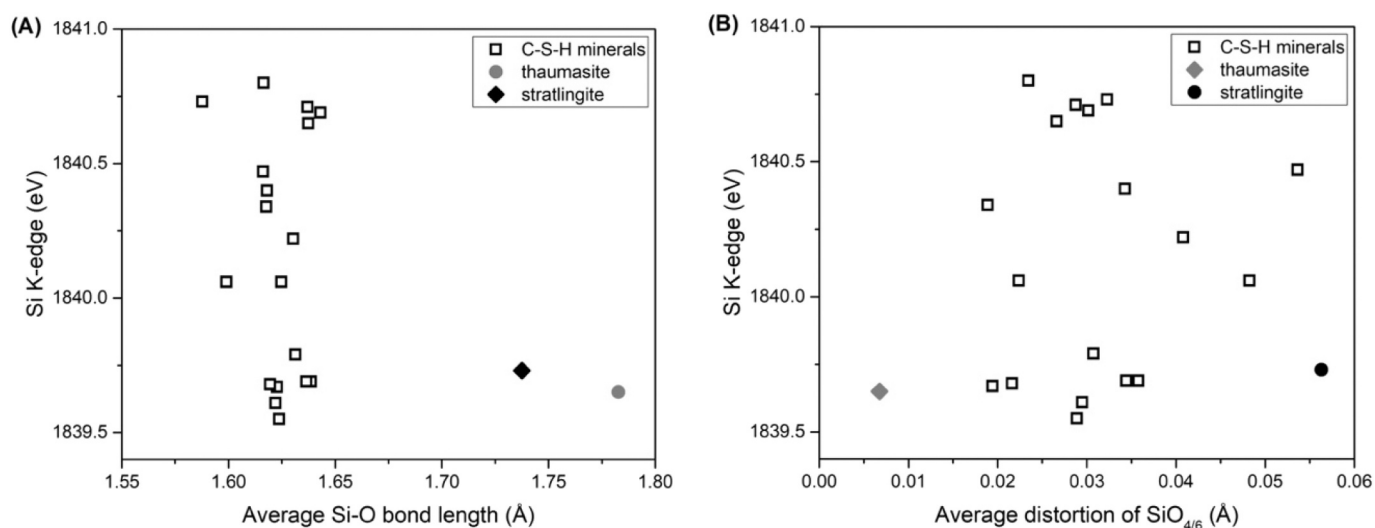 (A)
1841.0
1840.5
1840.0
1839.5
Si K-edge (eV)
C-S-H minerals
thaumasite
stratlingite
1.55 1.60 1.65 1.70 1.75 1.80
Average Si-O bond length (Å)
(B)
1841.0
1840.5
1840.0
1839.5
Si K-edge (eV)
C-S-H minerals
thaumasite
stratlingite
0.00 0.01 0.02 0.03 0.04 0.05 0.06
Average distortion of SiO4/6 (Å)